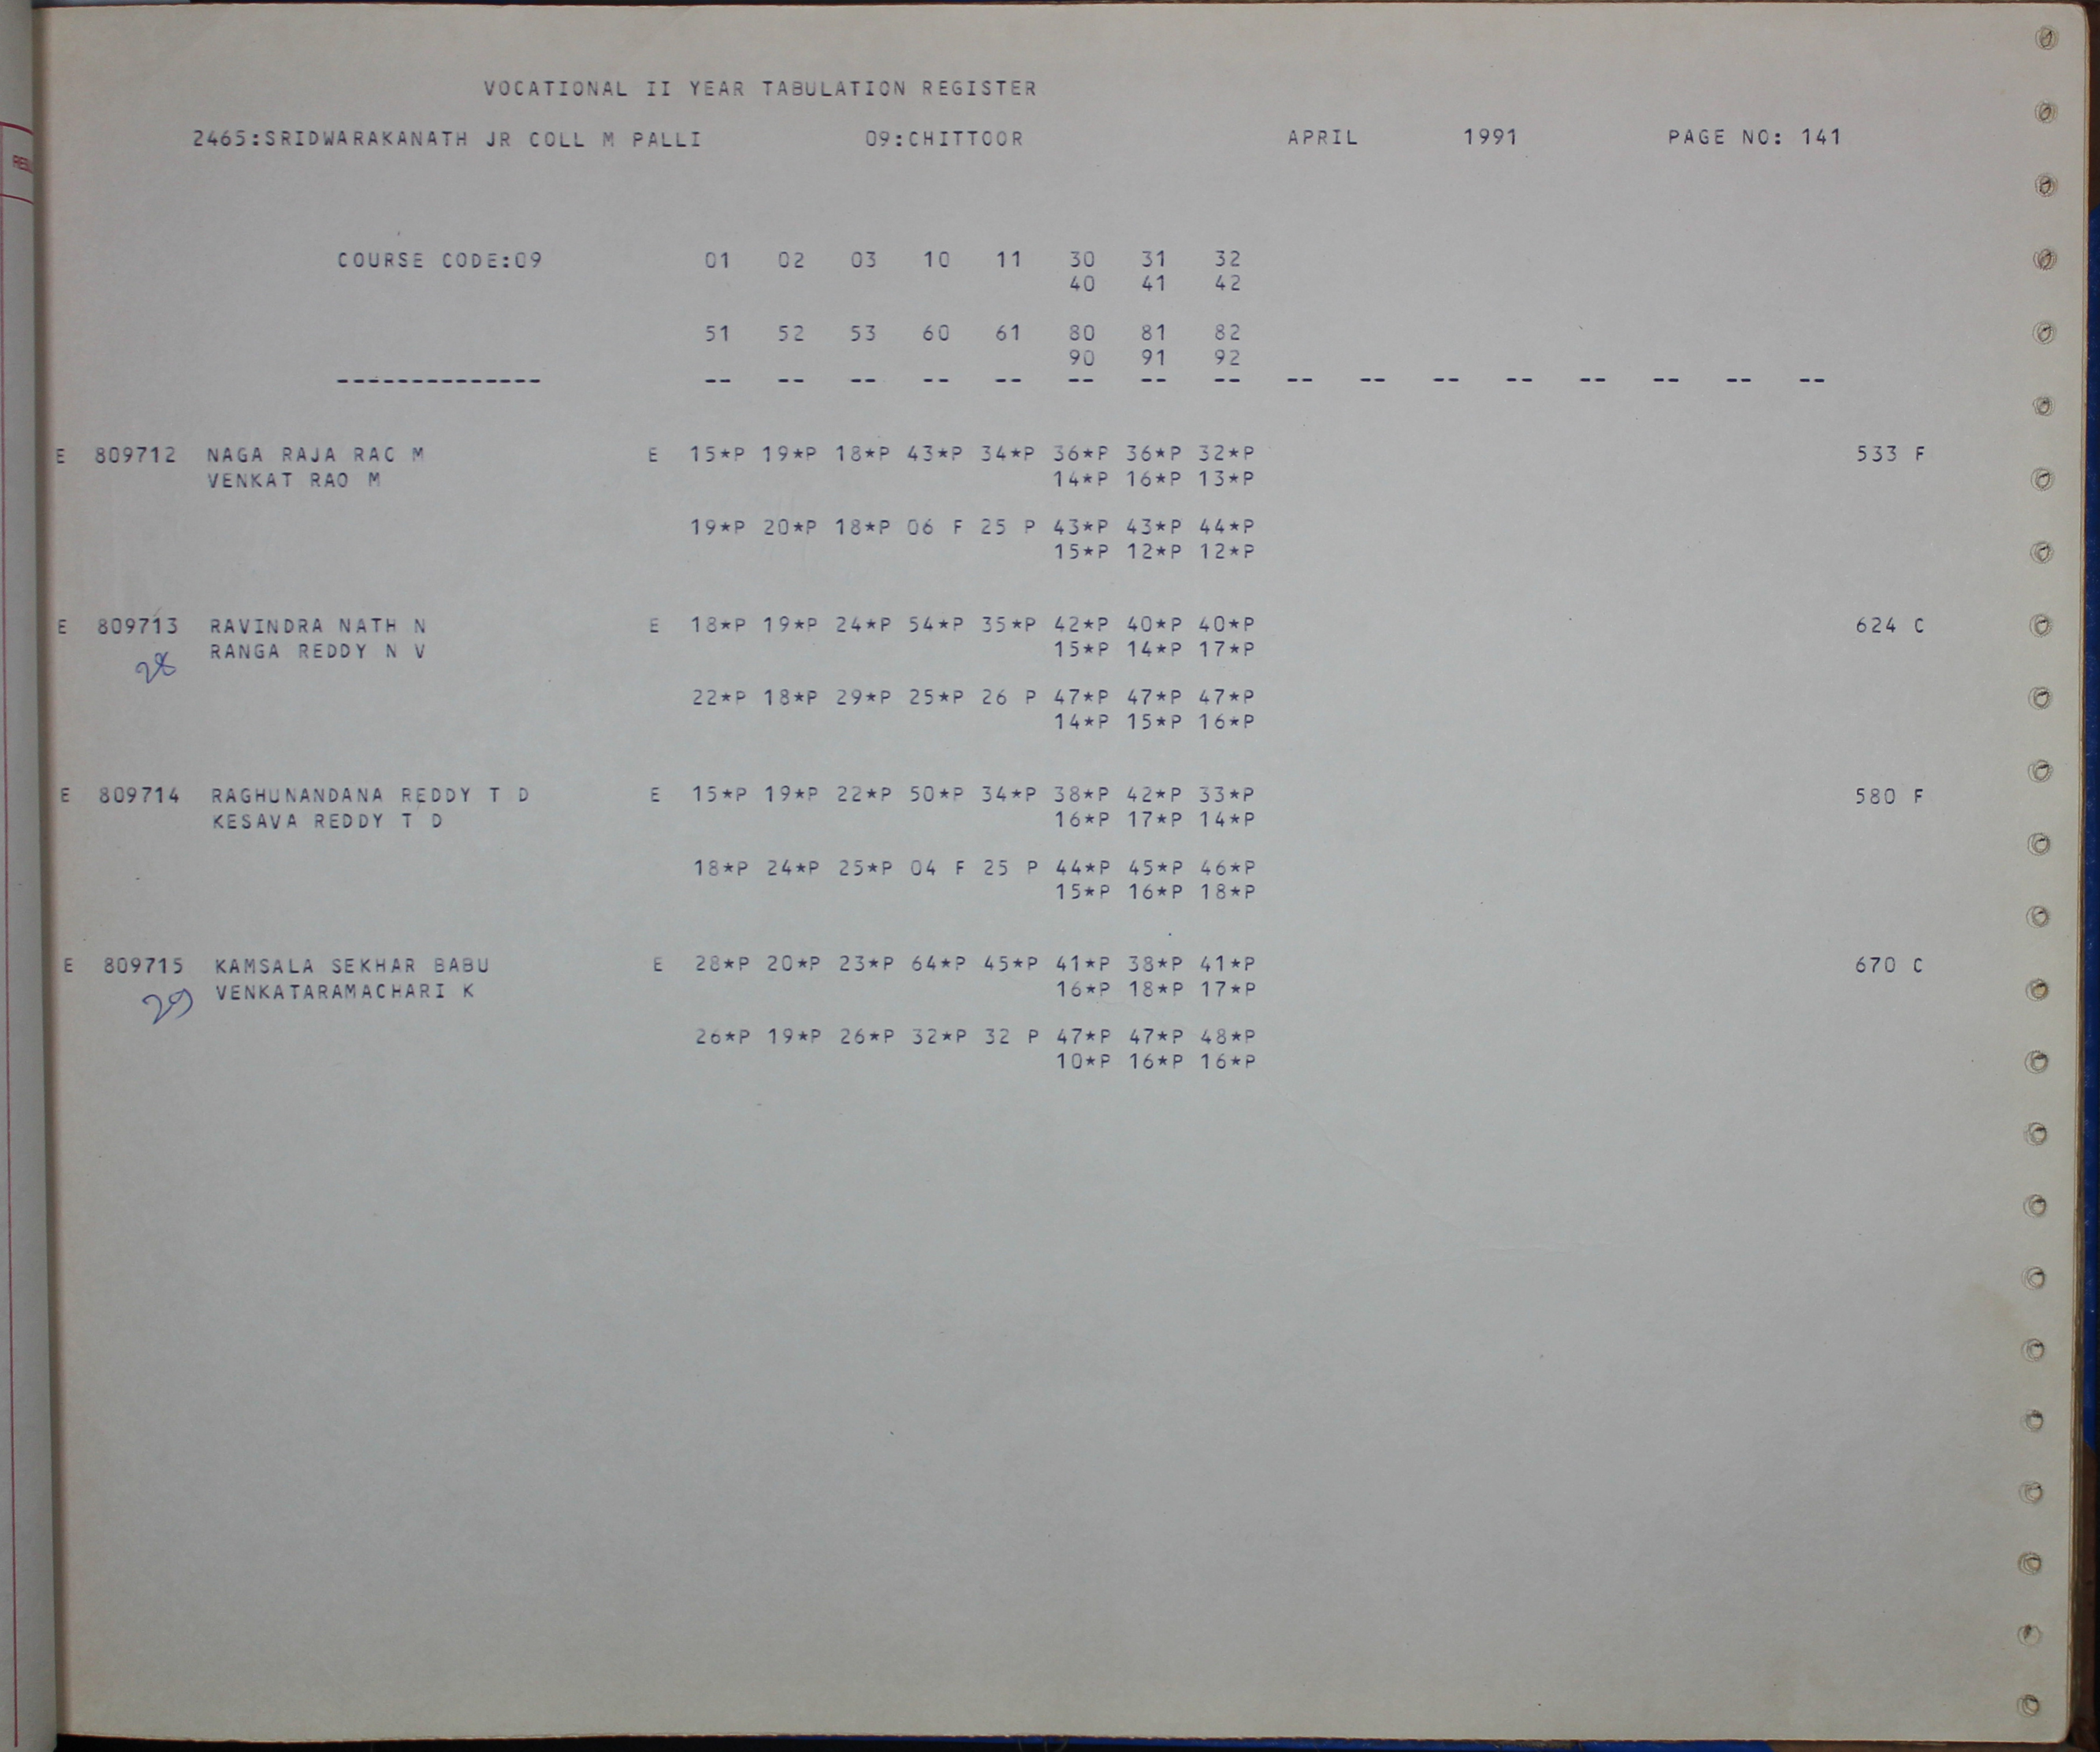 VOCATIONAL II YEAR TABULATION REGISTER
2465:SRIDWARAKANATH JR COLL M PALLI 09:CHITTOOR APRIL 1991 PAGE NO: 141
COURSE CODE:09 01 02 03 10 11 30 31 32
40 41 42
51 52 53 60 61 80 81 82
90 91 92
-------------- -- -- -- -- -- -- -- -- -- -- -- -- -- -- -- --
E 809712 NAGA RAJA RAO M E 15*P 19*P 18*P 43*P 34*P 36*P 36*P 32*P 533 F
VENKAT RAO M 14*P 16*P 13*P
19*P 20*P 18*P 06 F 25 P 43*P 43*P 44*P
15*P 12*P 12*P
E 809713 RAVINDRA NATH N E 18*P 19*P 24*P 54*P 35*P 42*P 40*P 40*P 624 C
28 RANGA REDDY N V 15*P 14*P 17*P
22*P 18*P 29*P 25*P 26 P 47*P 47*P 47*P
14*P 15*P 16*P
E 809714 RAGHUNANDANA REDDY T D E 15*P 19*P 22*P 50*P 34*P 38*P 42*P 33*P 580 F
KESAVA REDDY T D 16*P 17*P 14*P
18*P 24*P 25*P 04 F 25 P 44*P 45*P 46*P
15*P 16*P 18*P
E 809715 KAMSALA SEKHAR BABU E 28*P 20*P 23*P 64*P 45*P 41*P 38*P 41*P 670 C
29 VENKATARAMACHARI K 16*P 18*P 17*P
26*P 19*P 26*P 32*P 32 P 47*P 47*P 48*P
10*P 16*P 16*P